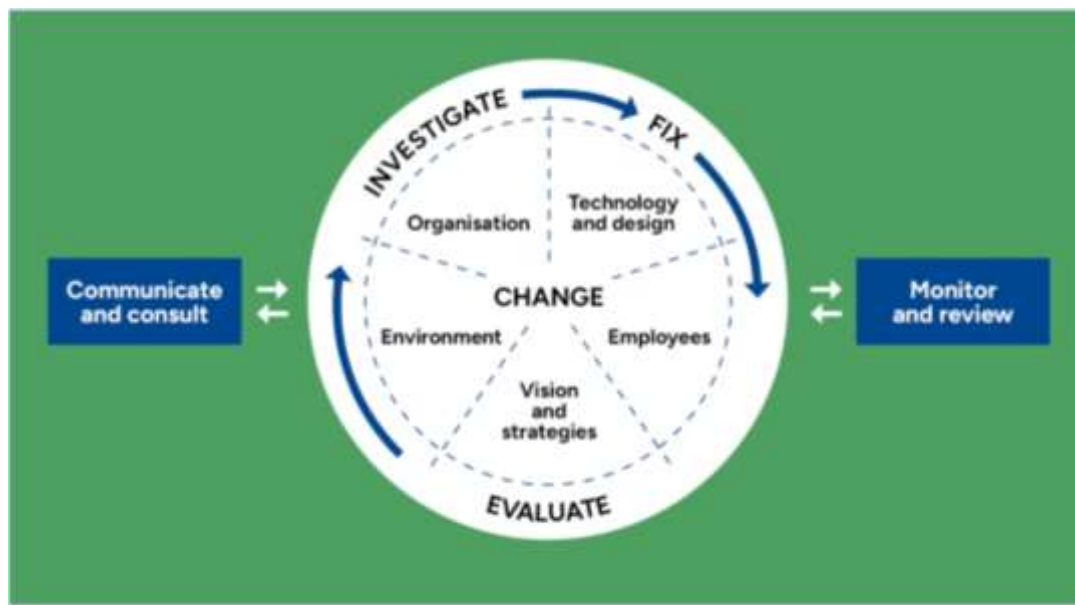 INVESTIGATE
FIX
Organisation
Technology
and design
Communicate
and consult
CHANGE
Monitor
and review
Environment
Employees
Vision
and
strategies
EVALUATE